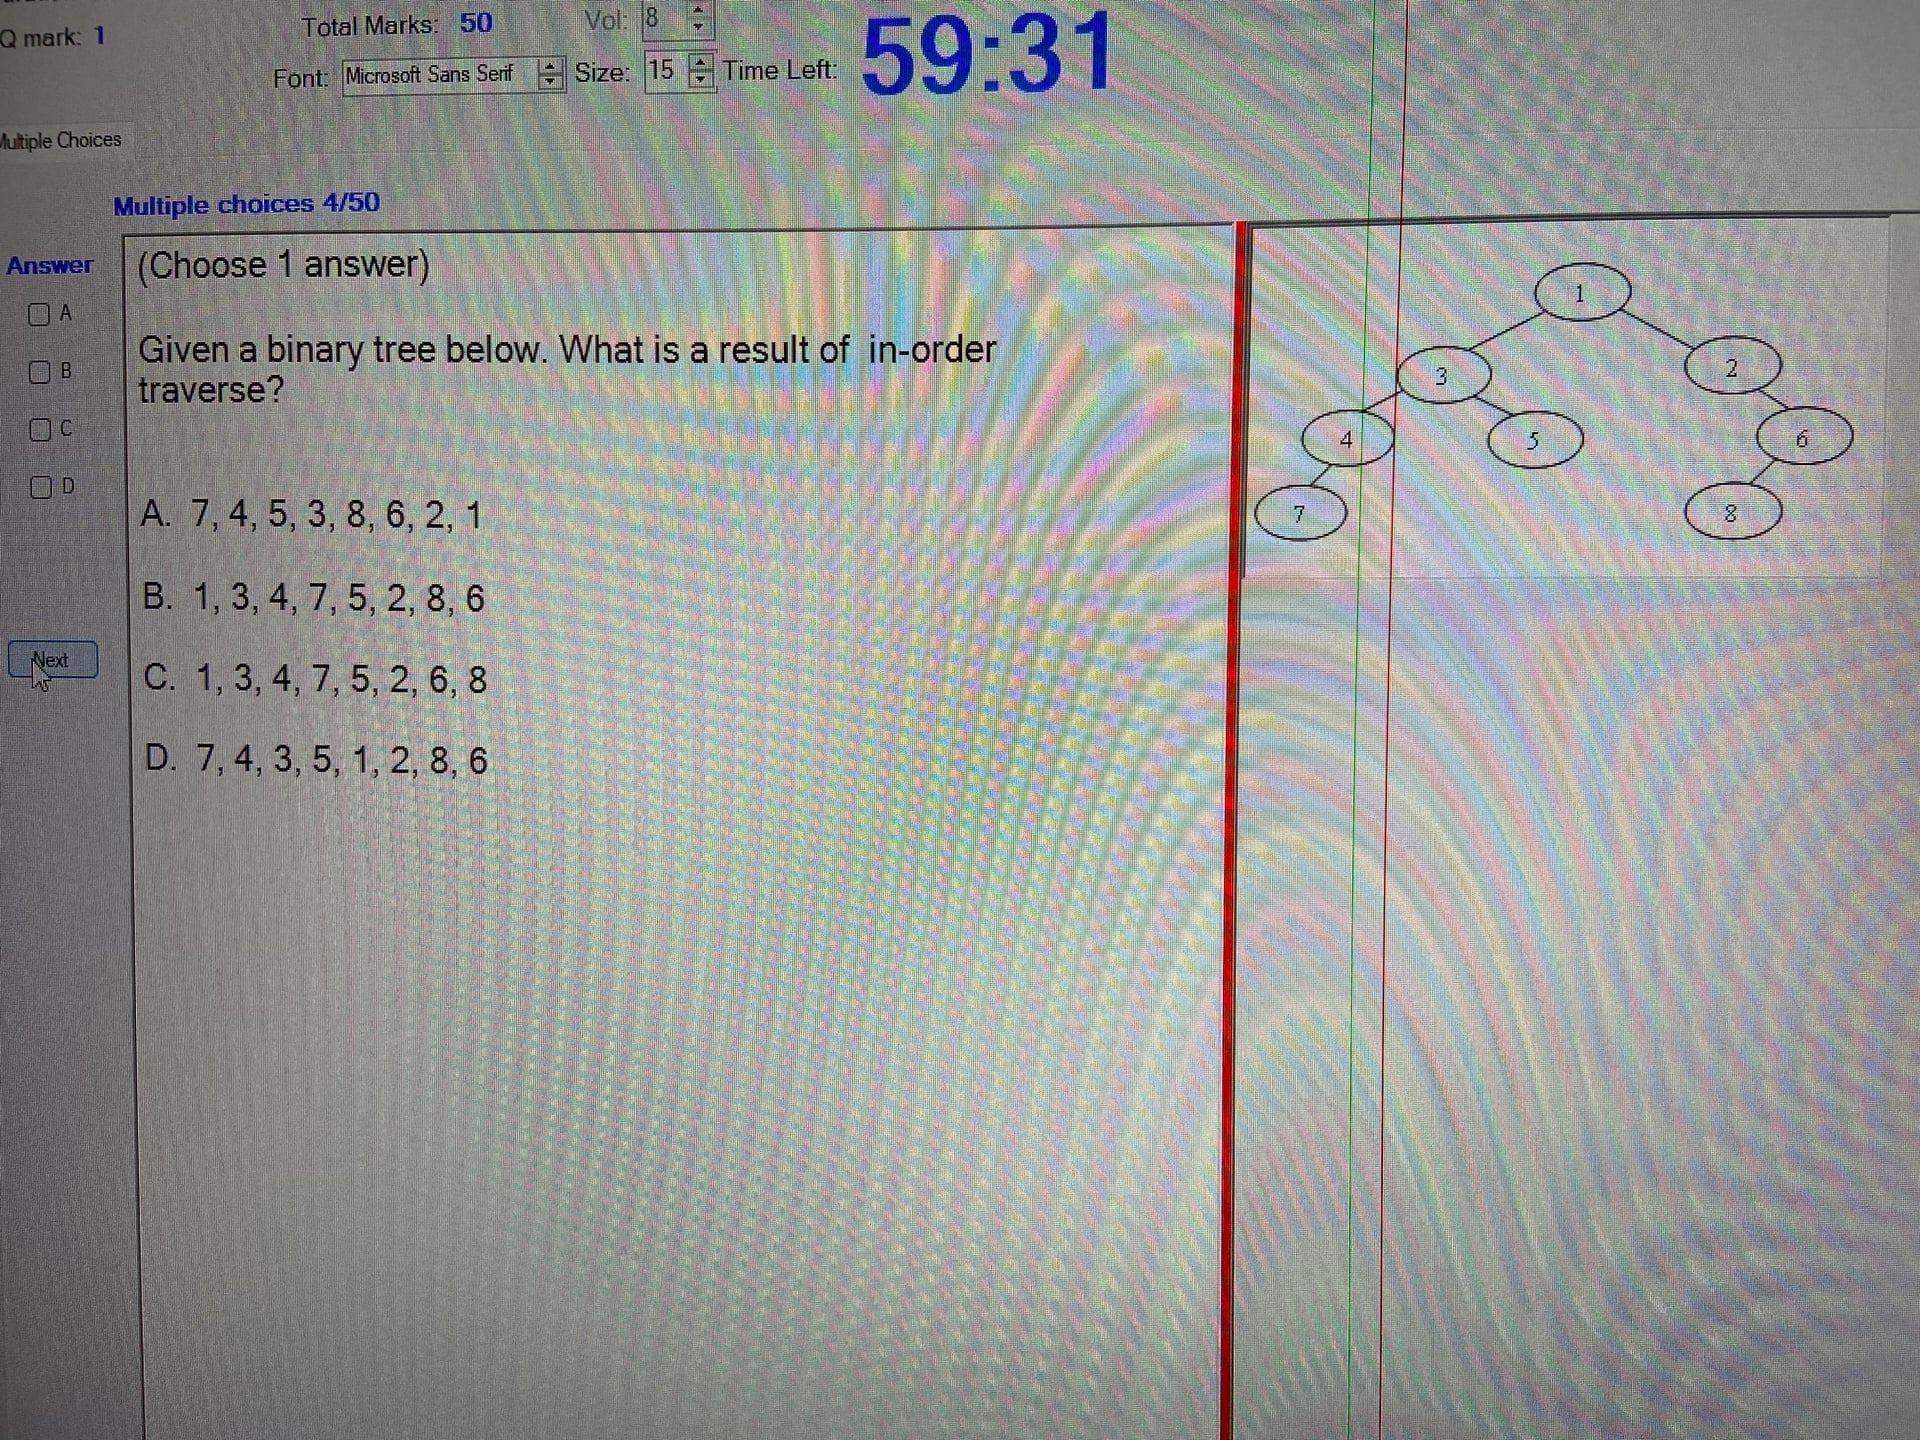 Q mark: 1
Total Marks: 50
Vol: 8
Font: Microsoft Sans Serif
Size: 15
Time Left: 59:31
Multiple Choices
Multiple choices 4/50
Answer
A
B
C
D
Next
(Choose 1 answer)
Given a binary tree below. What is a result of in-order
traverse?
A. 7, 4, 5, 3, 8, 6, 2, 1
B. 1, 3, 4, 7, 5, 2, 8, 6
C. 1, 3, 4, 7, 5, 2, 6, 8
D. 7, 4, 3, 5, 1, 2, 8, 6
1
3
2
4
5
6
7
8